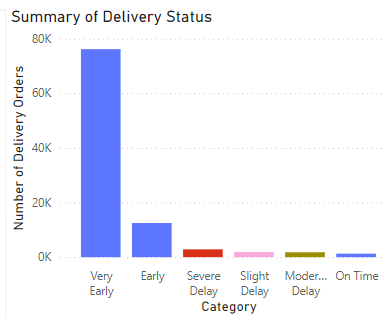 Summary of Delivery Status
Number of Delivery Orders
80K
60K
40K
20K
0K
Very
Early
Early
Severe
Delay
Slight
Delay
Moder...
Delay
On Time
Category